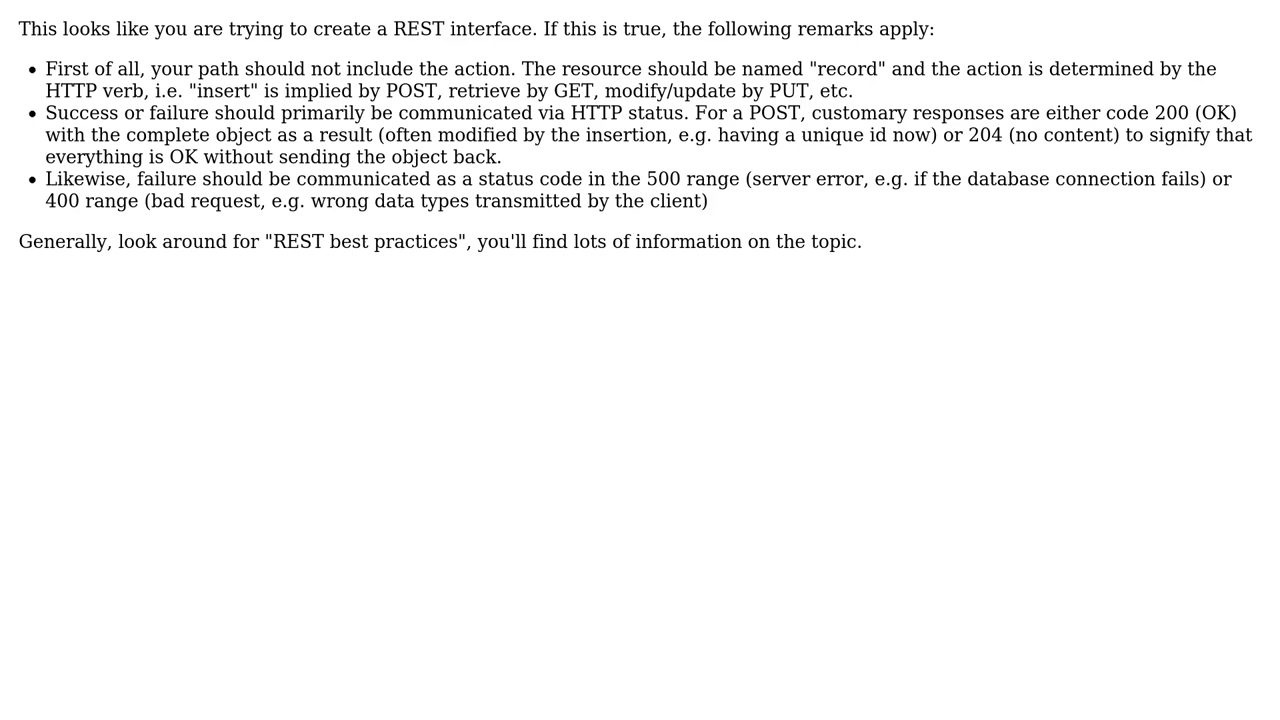 This looks like you are trying to create a REST interface. If this is true, the following remarks apply:
• First of all, your path should not include the action. The resource should be named "record" and the action is determined by the
HTTP verb, i.e. "insert" is implied by POST, retrieve by GET, modify/update by PUT, etc.
• Success or failure should primarily be communicated via HTTP status. For a POST, customary responses are either code 200 (OK)
with the complete object as a result (often modified by the insertion, e.g. having a unique id now) or 204 (no content) to signify that
everything is OK without sending the object back.
• Likewise, failure should be communicated as a status code in the 500 range (server error, e.g. if the database connection fails) or
400 range (bad request, e.g. wrong data types transmitted by the client)
Generally, look around for "REST best practices", you'll find lots of information on the topic.